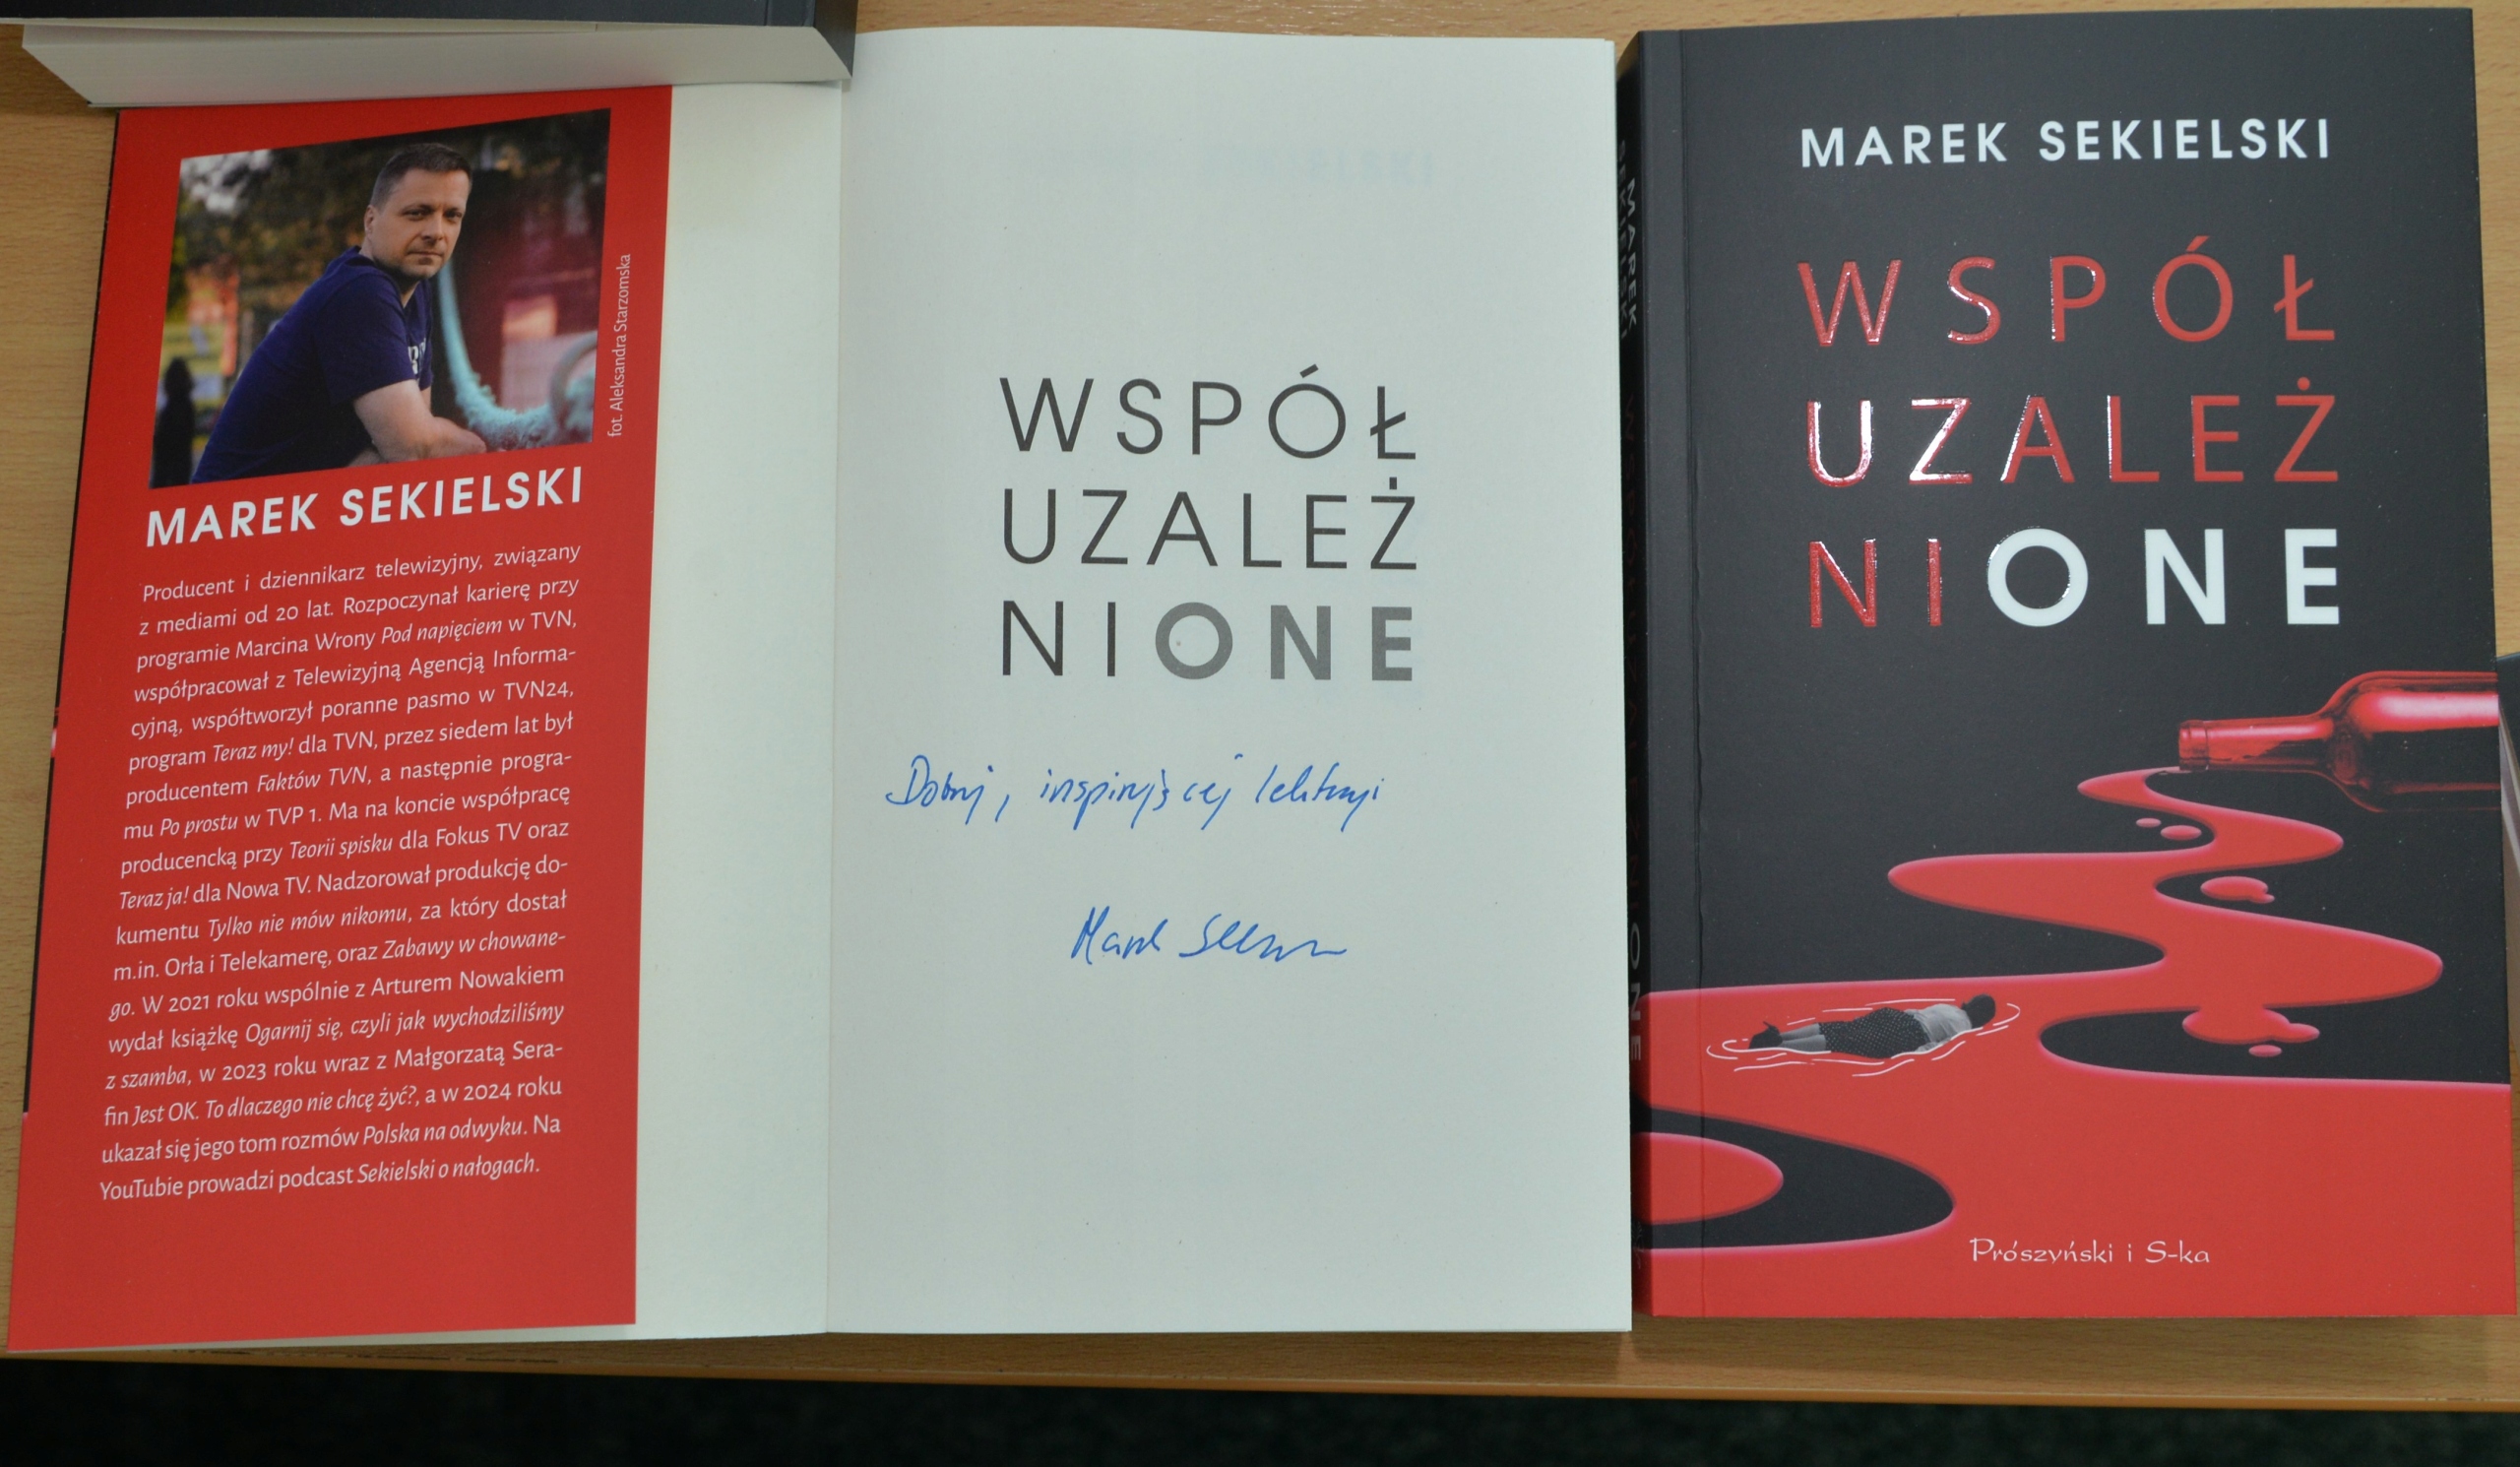 fot. Aleksandra Starzomska
MAREK SEKIELSKI
Producent i dziennikarz telewizyjny, związany
z mediami od 20 lat. Rozpoczynał karierę przy
programie Marcina Wrony Pod napięciem w TVN,
współpracował z Telewizyjną Agencją Informa-
cyjną, współtworzył poranne pasmo w TVN24,
program Teraz my! dla TVN, przez siedem lat był
producentem Faktów TVN, a następnie progra-
mu Po prostu w TVP 1. Ma na koncie współpracę
producencką przy Teorii spisku dla Fokus TV oraz
Teraz ja! dla Nowa TV. Nadzorował produkcję do-
kumentu Tylko nie mów nikomu, za który dostał
m.in. Orła i Telekamerę, oraz Zabawy w chowane-
go. W 2021 roku wspólnie z Arturem Nowakiem
wydał książkę Ogarnij się, czyli jak wychodziliśmy
z szamba, w 2023 roku wraz z Małgorzatą Sera-
fin Jest OK. To dlaczego nie chcę żyć?, a w 2024 roku
ukazał się jego tom rozmów Polska na odwyku. Na
YouTubie prowadzi podcast Sekielski o nałogach.
WSPÓŁ
UZALEŻ
NIONE
Dobrej, inspirującej lektury
Marek
MAREK SEKIELSKI
WSPÓŁUZALEŻNIONE
MAREK SEKIELSKI
WSPÓŁ
UZALEŻ
NIONE
Prószyński i S-ka